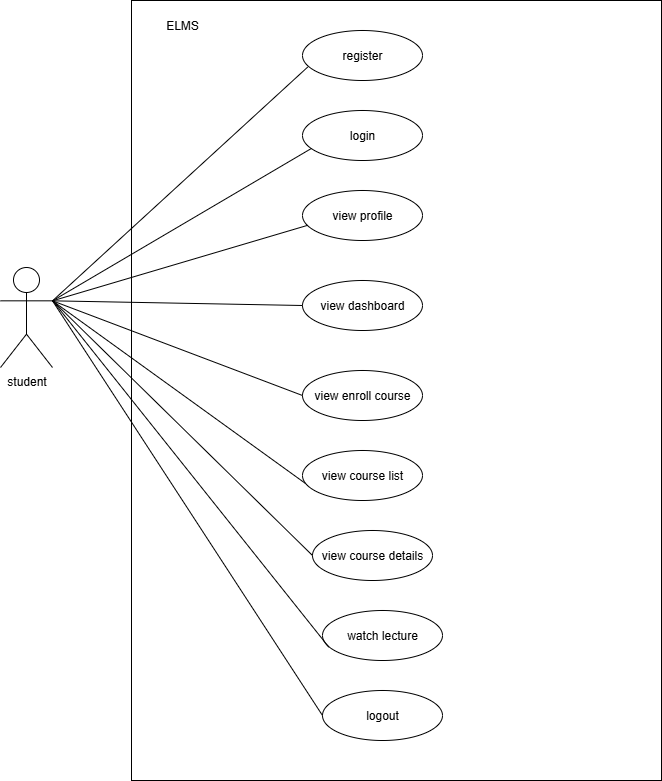 ELMS
register
login
view profile
view dashboard
view enroll course
view course list
view course details
watch lecture
logout
student